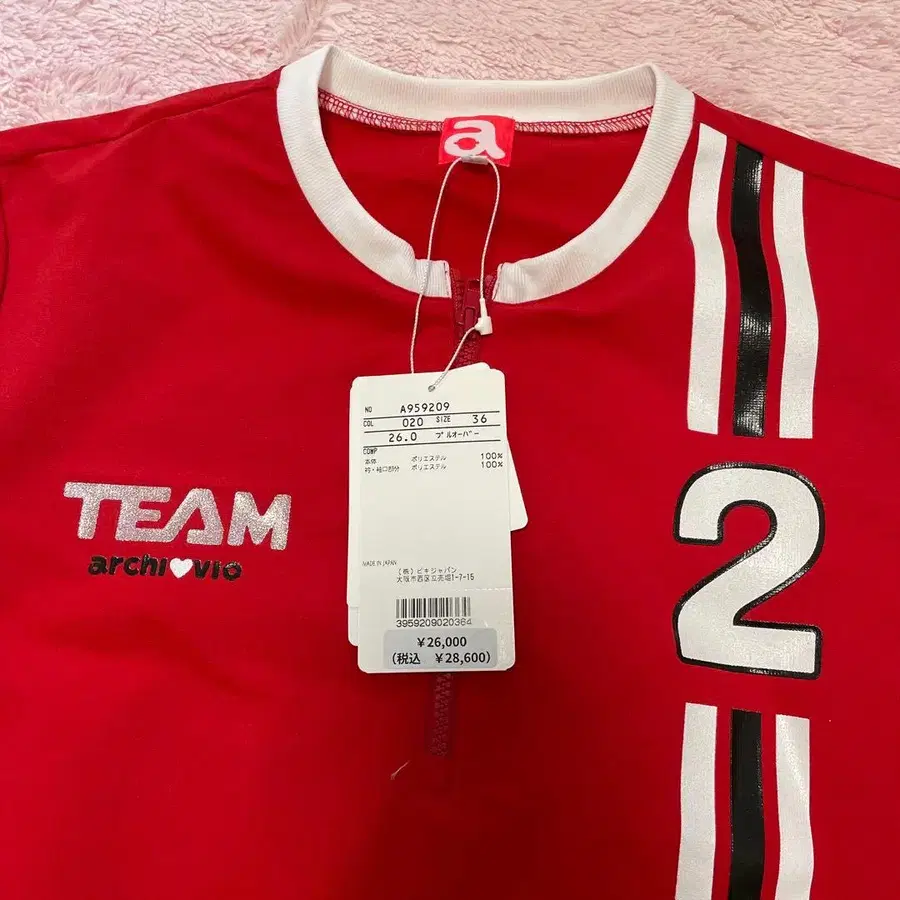 a
NO A959209
COL 020 SIZE 36
26.0 プルオーバー
COMP
本体 ポリエステル 100%
衿・袖口部分 ポリエステル 100%
TEAM
archi♥vio
2
MADE IN JAPAN
(株)ビキジャパン
大阪市西区立売堀1-7-15
3959209020364
¥26,000
(税込 ¥28,600)